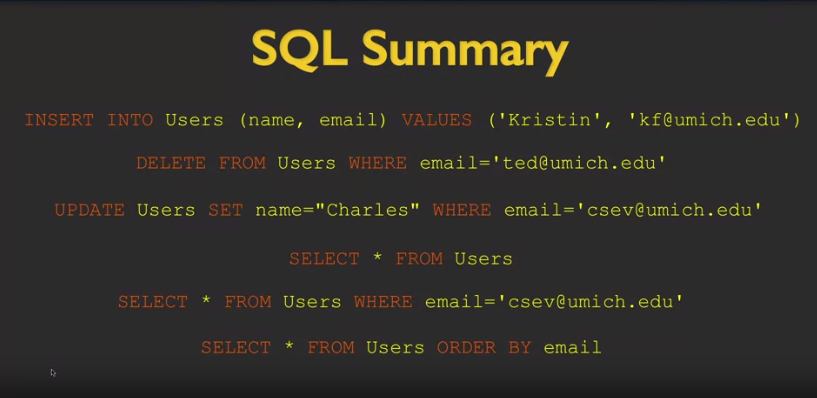 SQL Summary
INSERT INTO Users (name, email) VALUES ('Kristin', 'kf@umich.edu')
DELETE FROM Users WHERE email='ted@umich.edu'
UPDATE Users SET name="Charles" WHERE email='csev@umich.edu'
SELECT * FROM Users
SELECT * FROM Users WHERE email='csev@umich.edu'
SELECT * FROM Users ORDER BY email